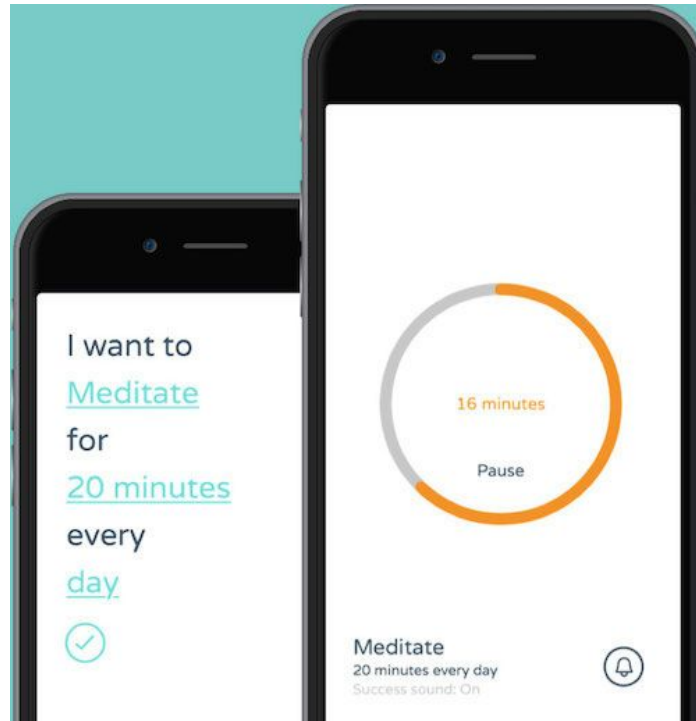 I want to
Meditate
for
20 minutes
every
day
16 minutes
Pause
Meditate
20 minutes every day
Success sound: On